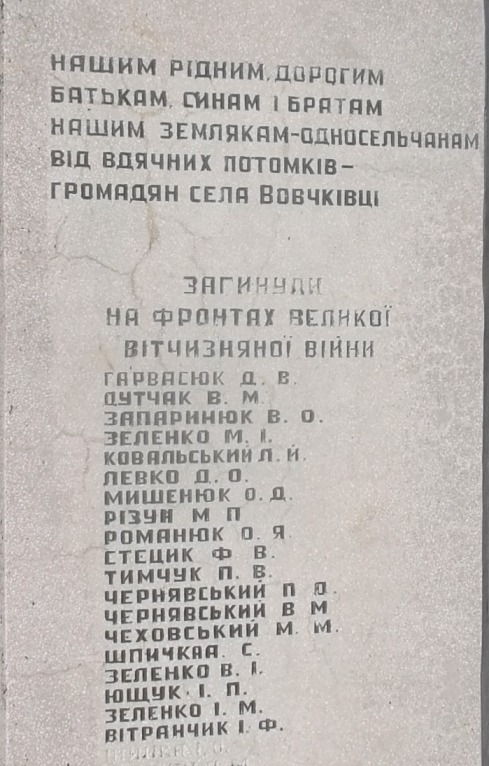 НАШИМ РІДНИМ, ДОРОГИМ
БАТЬКАМ, СИНАМ І БРАТАМ
НАШИМ ЗЕМЛЯКАМ-ОДНОСЕЛЬЧАНАМ
ВІД ВДЯЧНИХ ПОТОМКІВ –
ГРОМАДЯН СЕЛА ВОВЧКІВЦІ
ЗАГИНУЛИ
НА ФРОНТАХ ВЕЛИКОЇ
ВІТЧИЗНЯНОЇ ВІЙНИ
ГАРВАСЮК Д. В.
ДУТЧАК В. М.
ЗАПАРИНЮК В. О.
ЗЕЛЕНКО М. І.
КОВАЛЬСЬКИЙ Л. Й.
ЛЕВКО Д. О.
МИШЕНЮК О. Д.
РІЗУН М П
РОМАНЮК О. Я.
СТЕЦИК Ф В.
ТИМЧУК П. В.
ЧЕРНЯВСЬКИЙ П О.
ЧЕРНЯВСЬКИЙ В М
ЧЕХОВСЬКИЙ М. М.
ШПИЧКАА. С.
ЗЕЛЕНКО В. І.
ЮЩУК. І. П.
ЗЕЛЕНКО І. М.
ВІТРАНЧИК І. Ф.